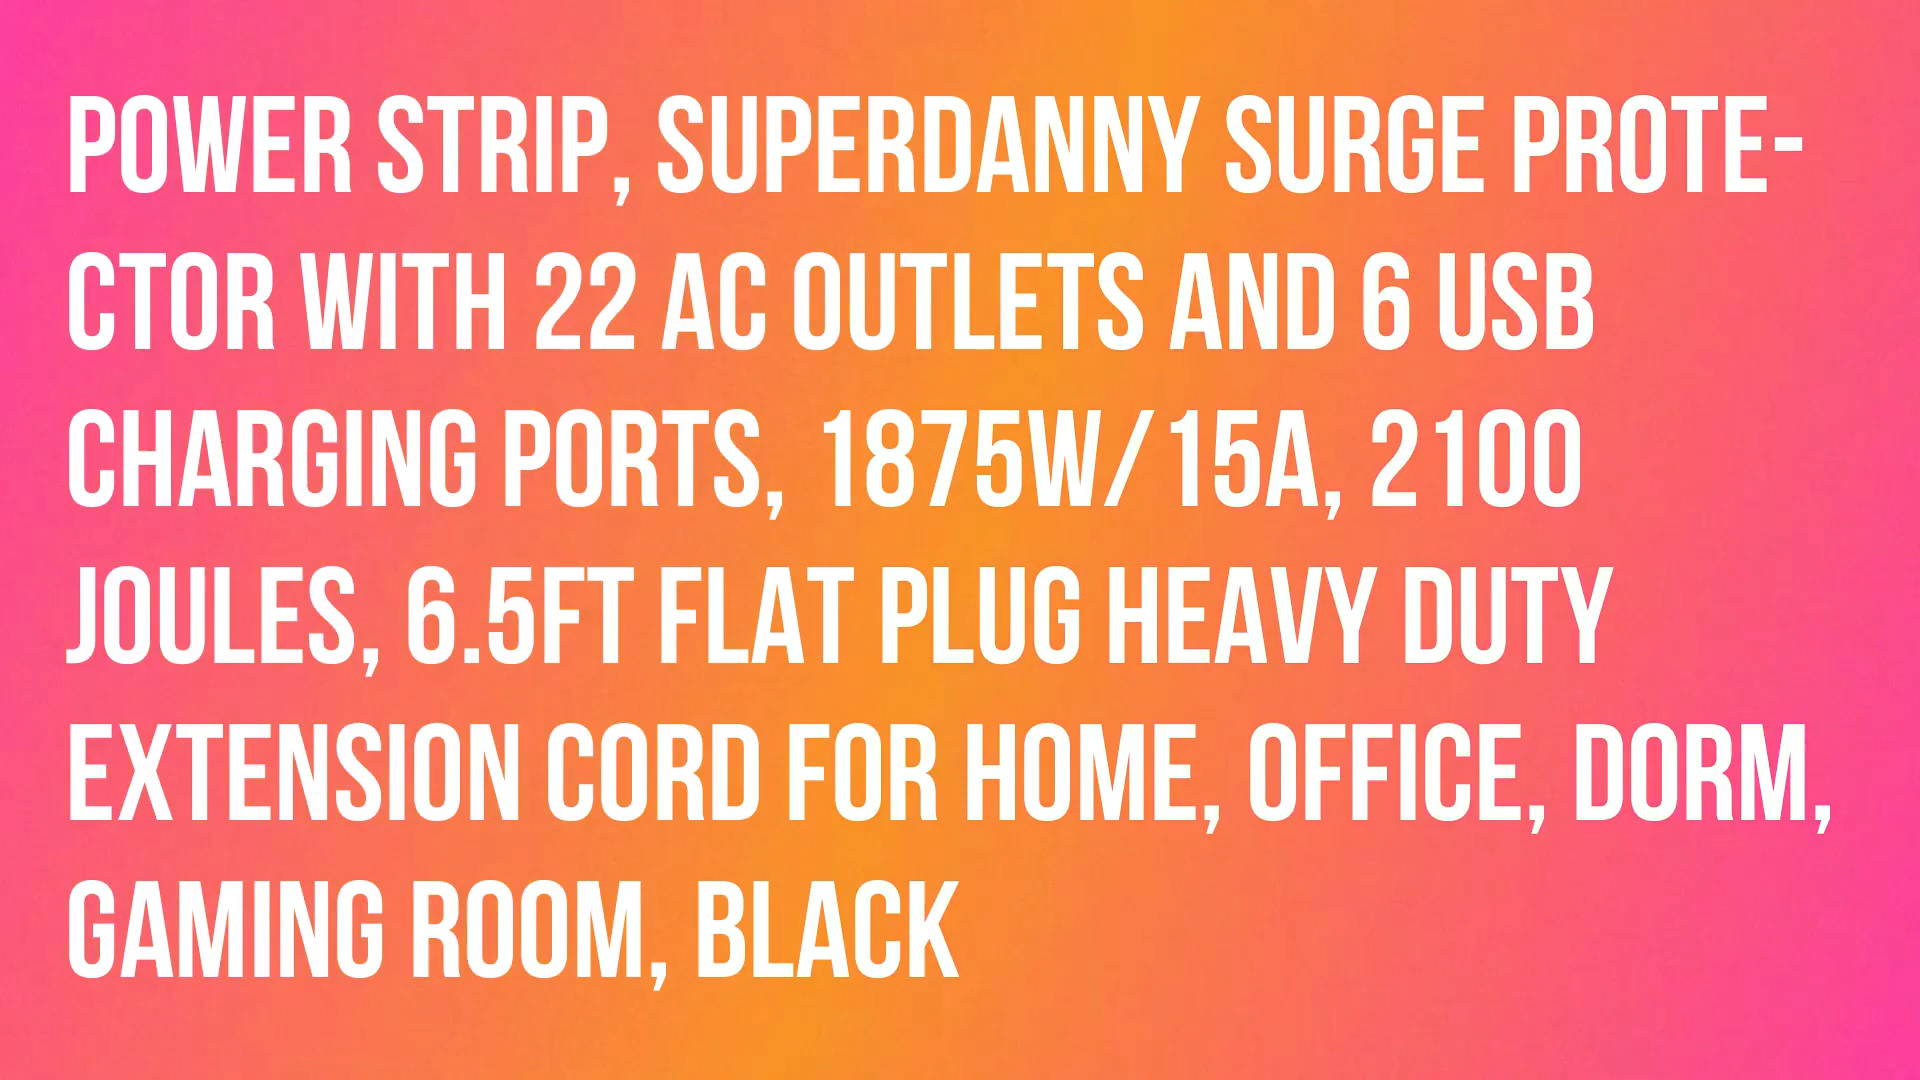 POWER STRIP, SUPERDANNY SURGE PROTE-
CTOR WITH 22 AC OUTLETS AND 6 USB
CHARGING PORTS, 1875W/15A, 2100
JOULES, 6.5FT FLAT PLUG HEAVY DUTY
EXTENSION CORD FOR HOME, OFFICE, DORM,
GAMING ROOM, BLACK